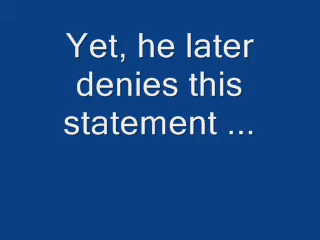 Yet, he later
denies this
statement ...